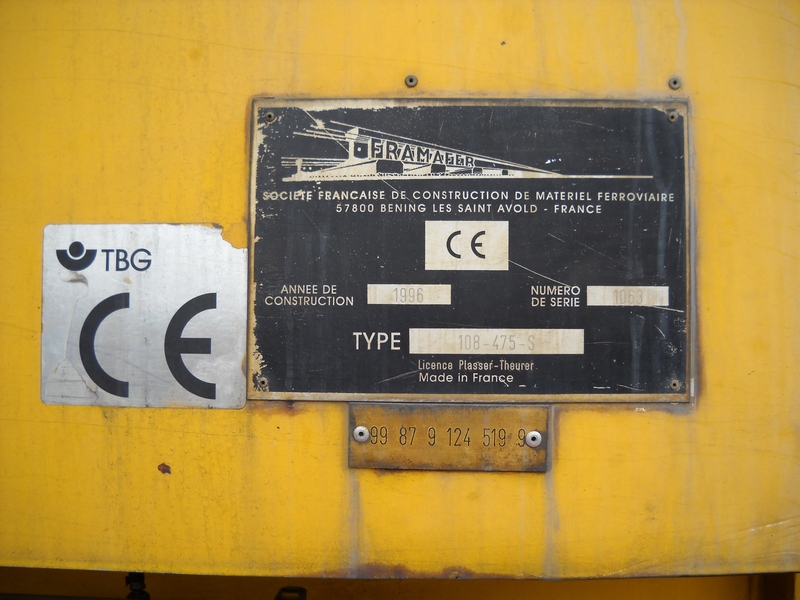 FRAMAFER
SOCIETE FRANCAISE DE CONSTRUCTION DE MATERIEL FERROVIAIRE
57800 BENING LES SAINT AVOLD - FRANCE
CE
ANNEE DE CONSTRUCTION 1996
NUMERO DE SERIE 1063
TYPE 108-475-S
Licence Plasser-Theurer
Made in France
TBG
CE
99 87 9 124 519 9